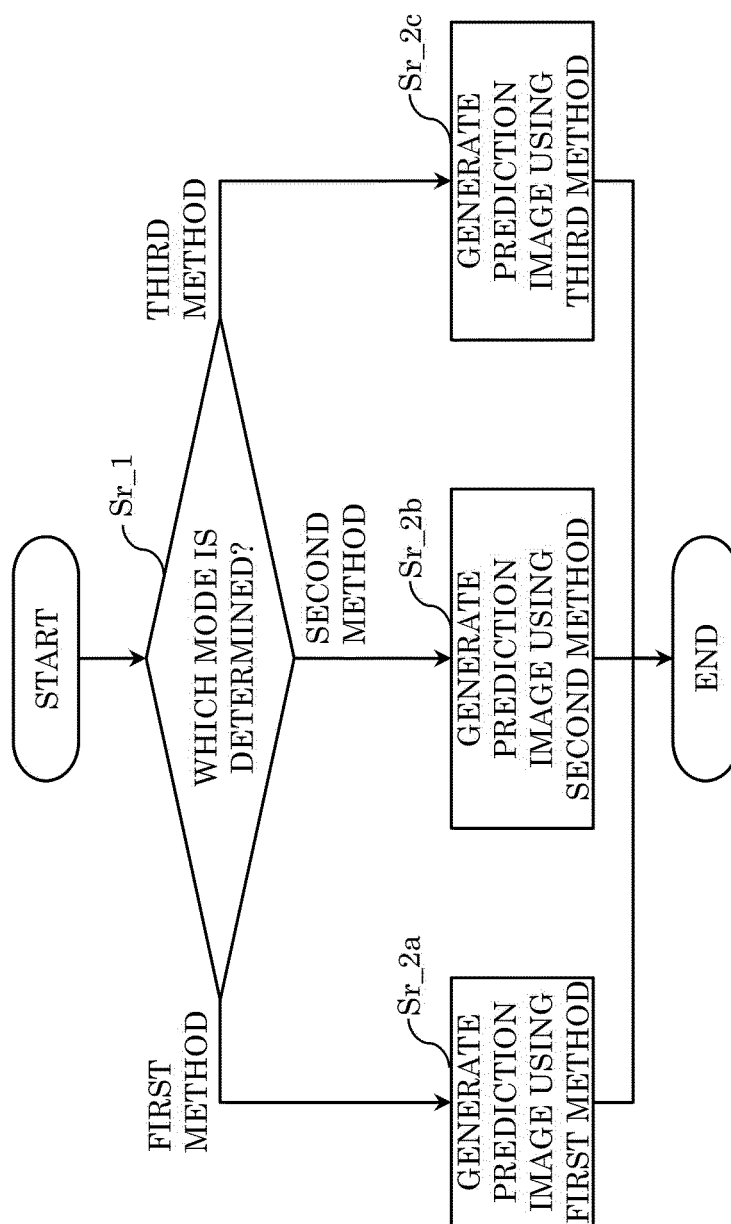 START
Sr_1
WHICH MODE IS
DETERMINED?
FIRST
METHOD
SECOND
METHOD
THIRD
METHOD
Sr_2a
GENERATE
PREDICTION
IMAGE USING
FIRST METHOD
Sr_2b
GENERATE
PREDICTION
IMAGE USING
SECOND METHOD
Sr_2c
GENERATE
PREDICTION
IMAGE USING
THIRD METHOD
END